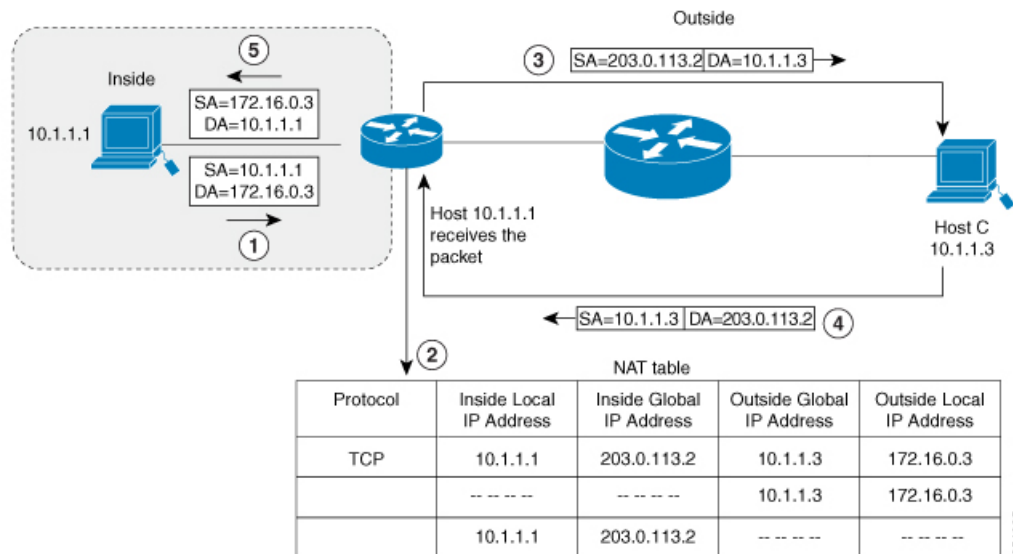 Outside
5
3
SA=203.0.113.2 DA=10.1.1.3
Inside
SA=172.16.0.3
DA=10.1.1.1
10.1.1.1
SA=10.1.1.1
DA=172.16.0.3
1
Host 10.1.1.1
receives the
packet
Host C
10.1.1.3
SA=10.1.1.3 DA=203.0.113.2
4
2
NAT table
Protocol Inside Local IP Address Inside Global IP Address Outside Global IP Address Outside Local IP Address
TCP 10.1.1.1 203.0.113.2 10.1.1.3 172.16.0.3
-- -- -- -- -- -- -- -- 10.1.1.3 172.16.0.3
10.1.1.1 203.0.113.2 -- -- -- -- -- -- -- --